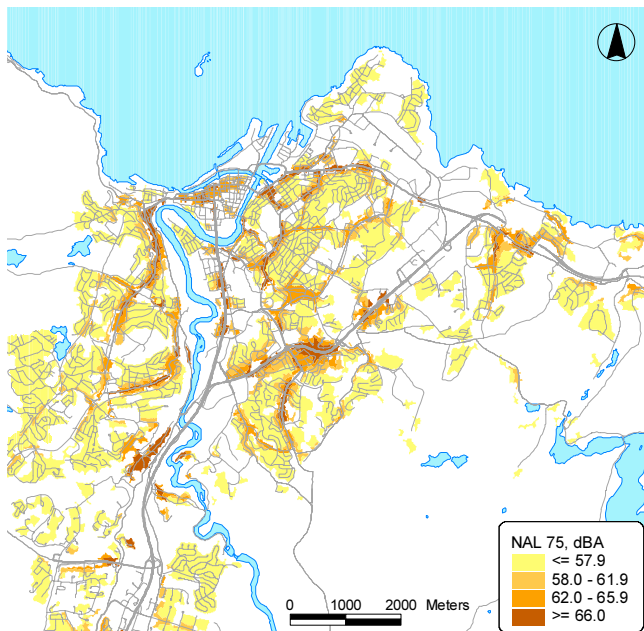 NAL 75, dBA
<= 57.9
58.0 - 61.9
62.0 - 65.9
>= 66.0
0 1000 2000 Meters